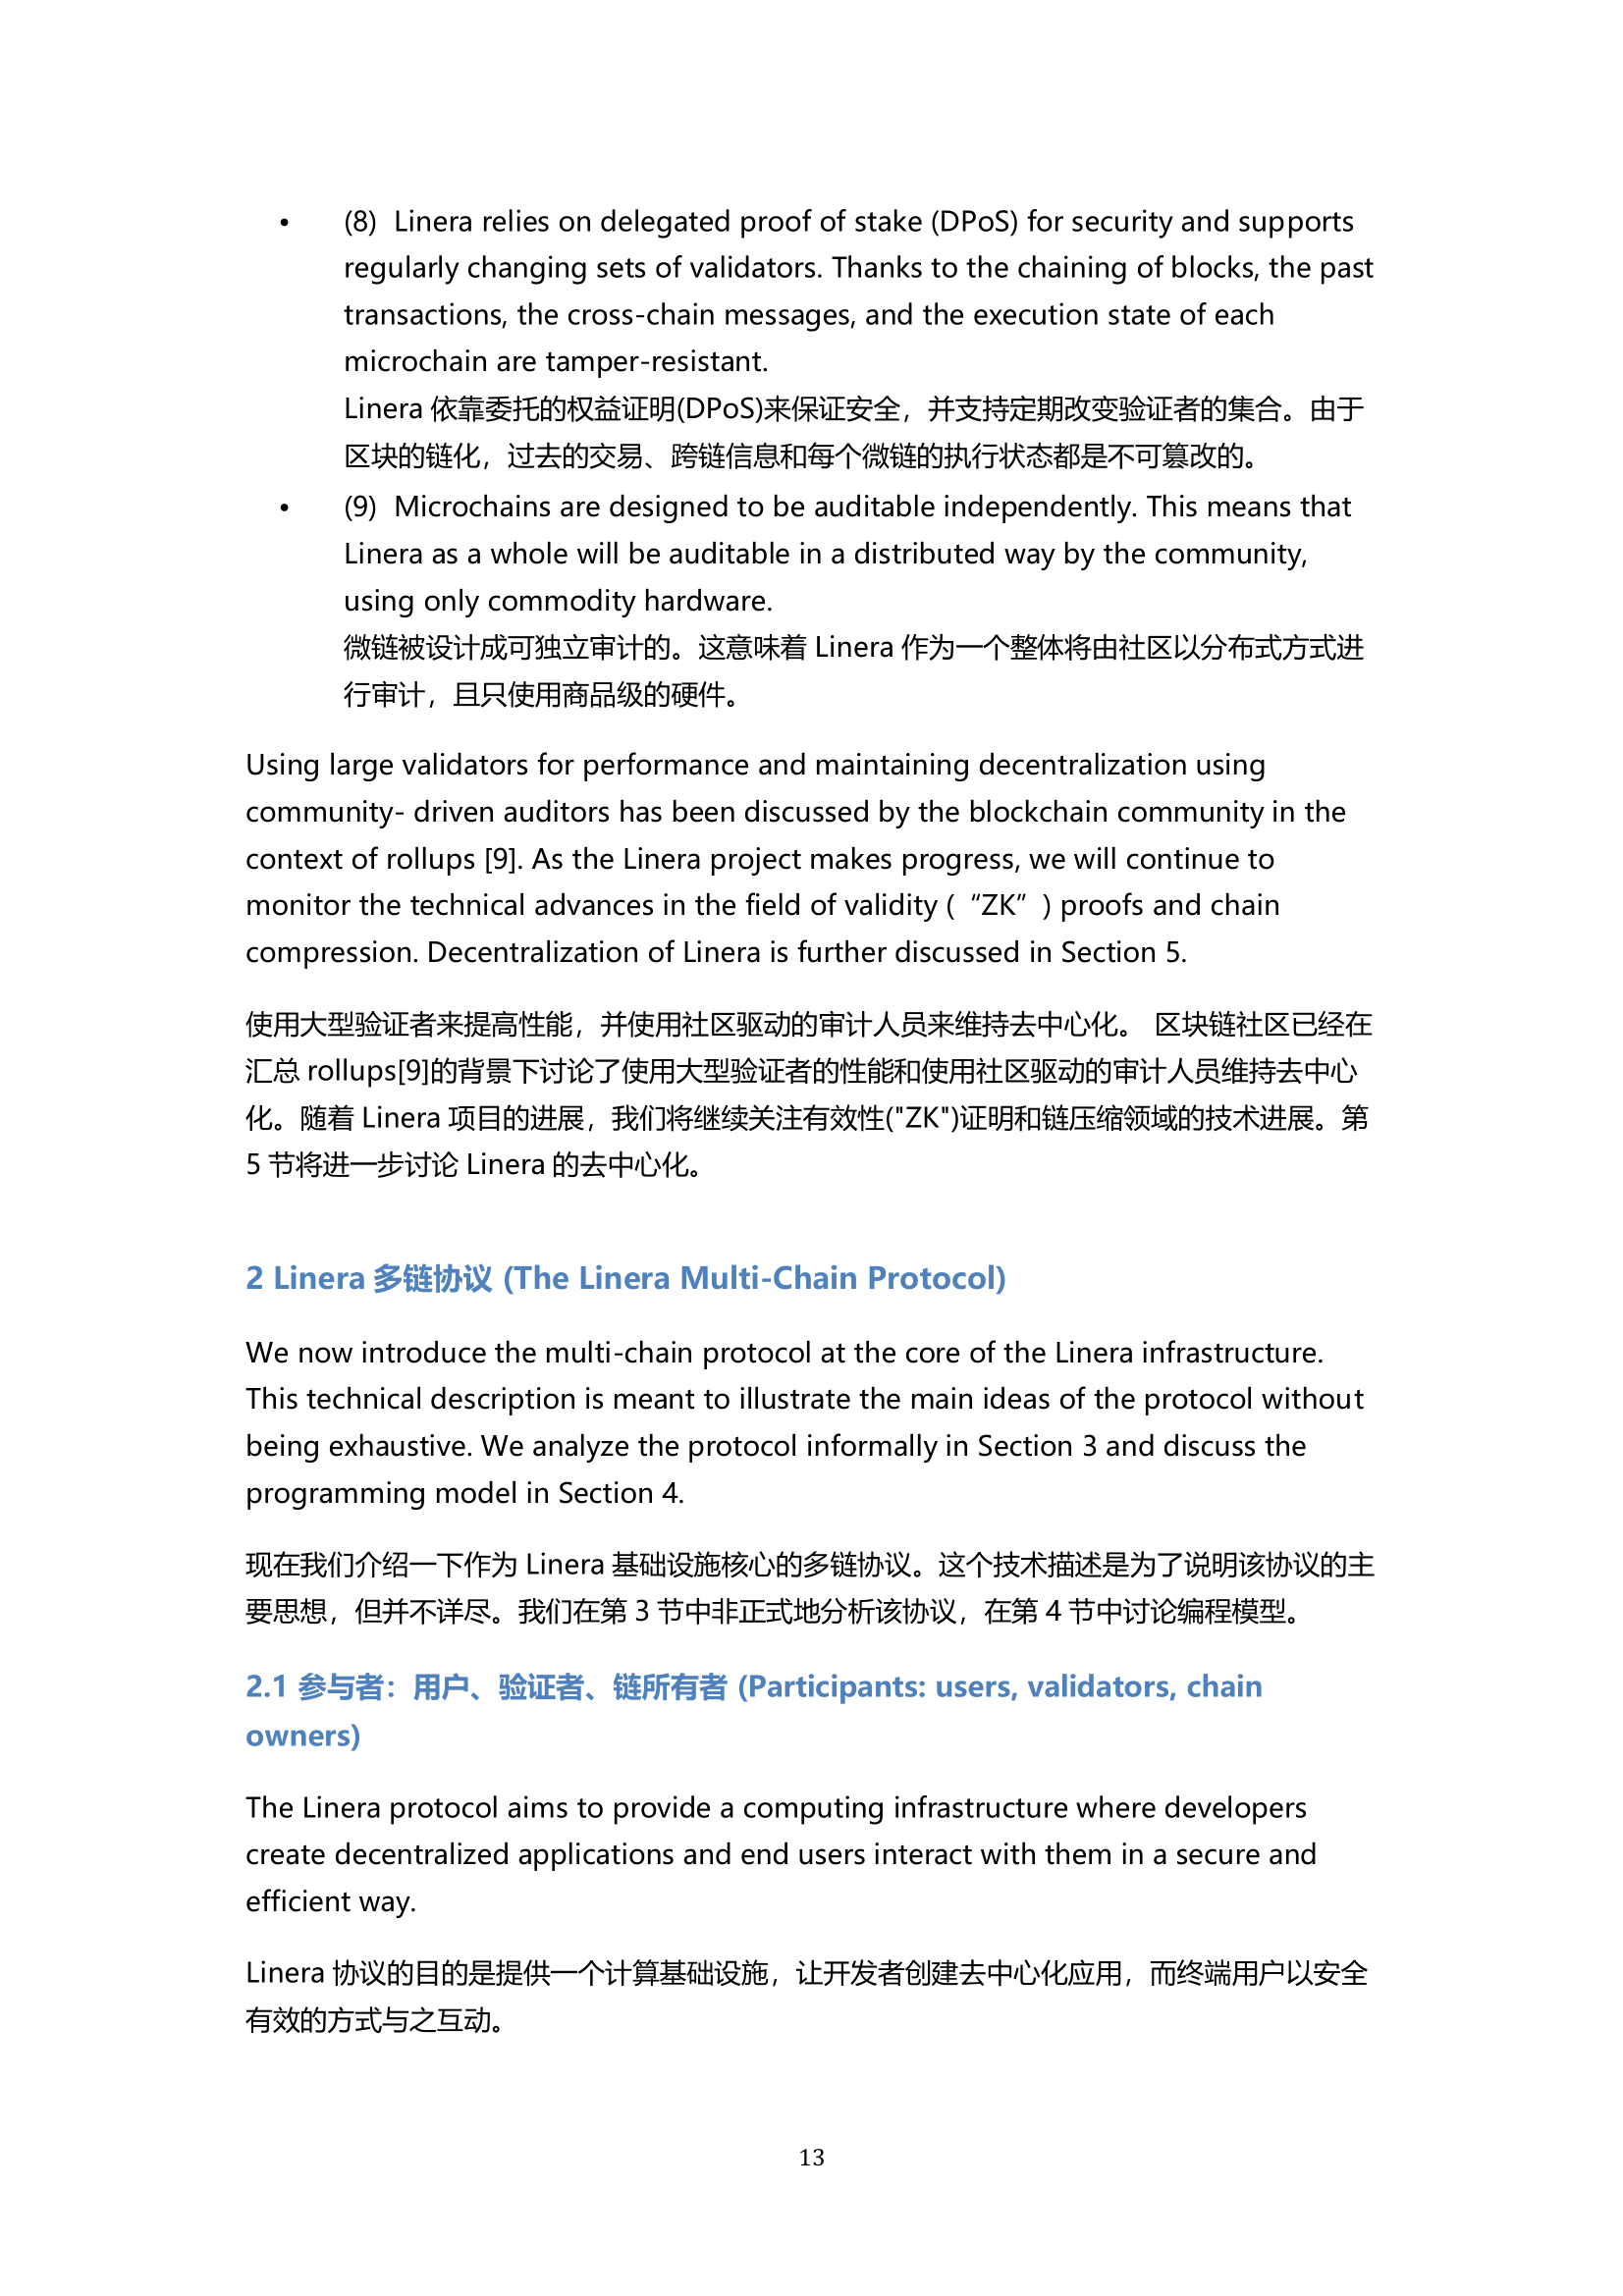 • (8) Linera relies on delegated proof of stake (DPoS) for security and supports
regularly changing sets of validators. Thanks to the chaining of blocks, the past
transactions, the cross-chain messages, and the execution state of each
microchain are tamper-resistant.
Linera 依靠委托的权益证明(DPoS)来保证安全，并支持定期改变验证者的集合。由于
区块的链化，过去的交易、跨链信息和每个微链的执行状态都是不可篡改的。
• (9) Microchains are designed to be auditable independently. This means that
Linera as a whole will be auditable in a distributed way by the community,
using only commodity hardware.
微链被设计成可独立审计的。这意味着 Linera 作为一个整体将由社区以分布式方式进
行审计，且只使用商品级的硬件。
Using large validators for performance and maintaining decentralization using
community- driven auditors has been discussed by the blockchain community in the
context of rollups [9]. As the Linera project makes progress, we will continue to
monitor the technical advances in the field of validity (“ZK”) proofs and chain
compression. Decentralization of Linera is further discussed in Section 5.
使用大型验证者来提高性能，并使用社区驱动的审计人员来维持去中心化。 区块链社区已经在
汇总 rollups[9]的背景下讨论了使用大型验证者的性能和使用社区驱动的审计人员维持去中心
化。随着 Linera 项目的进展，我们将继续关注有效性("ZK")证明和链压缩领域的技术进展。第
5 节将进一步讨论 Linera 的去中心化。
2 Linera 多链协议 (The Linera Multi-Chain Protocol)
We now introduce the multi-chain protocol at the core of the Linera infrastructure.
This technical description is meant to illustrate the main ideas of the protocol without
being exhaustive. We analyze the protocol informally in Section 3 and discuss the
programming model in Section 4.
现在我们介绍一下作为 Linera 基础设施核心的多链协议。这个技术描述是为了说明该协议的主
要思想，但并不详尽。我们在第 3 节中非正式地分析该协议，在第 4 节中讨论编程模型。
2.1 参与者：用户、验证者、链所有者 (Participants: users, validators, chain
owners)
The Linera protocol aims to provide a computing infrastructure where developers
create decentralized applications and end users interact with them in a secure and
efficient way.
Linera 协议的目的是提供一个计算基础设施，让开发者创建去中心化应用，而终端用户以安全
有效的方式与之互动。
13